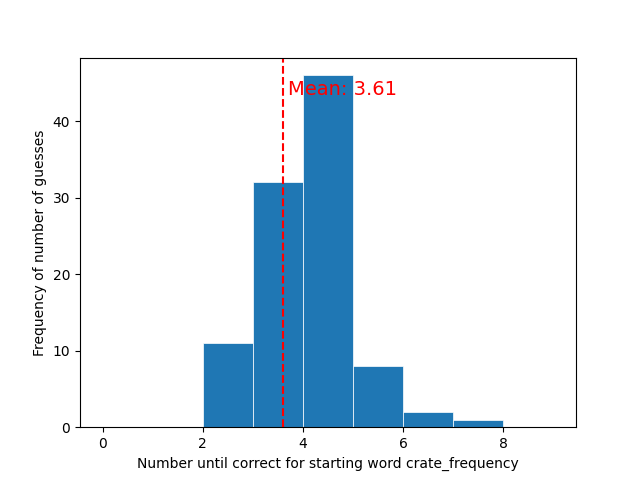 Mean: 3.61
Frequency of number of guesses
40
30
20
10
0
0 2 4 6 8
Number until correct for starting word crate_frequency